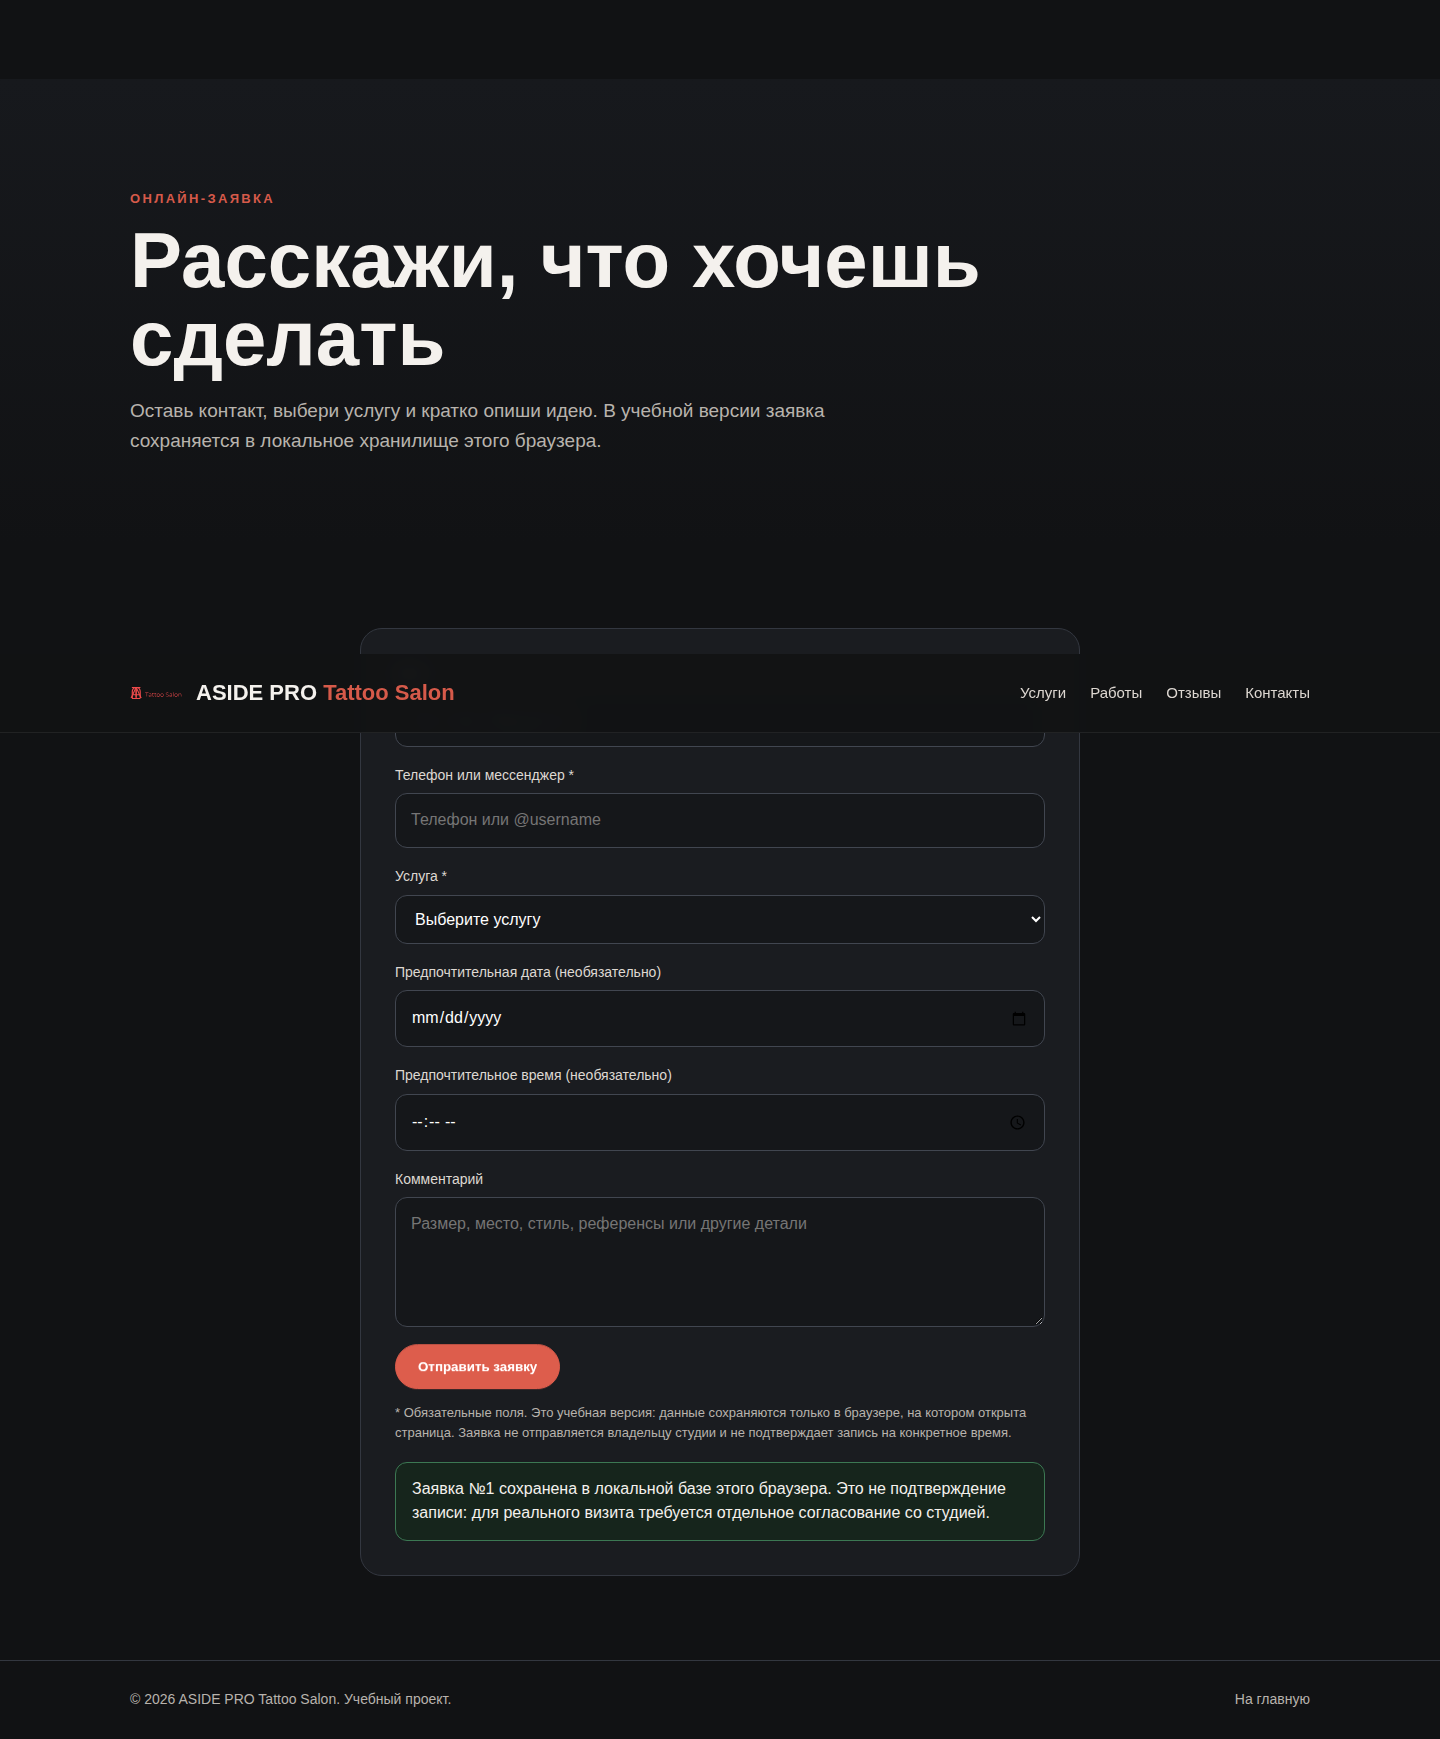 ОНЛАЙН-ЗАЯВКА
Расскажи, что хочешь
сделать
Оставь контакт, выбери услугу и кратко опиши идею. В учебной версии заявка
сохраняется в локальное хранилище этого браузера.
Tattoo Salon
ASIDE PRO Tattoo Salon
Услуги
Работы
Отзывы
Контакты
Телефон или мессенджер *
Телефон или @username
Услуга *
Выберите услугу
Предпочтительная дата (необязательно)
mm/dd/yyyy
Предпочтительное время (необязательно)
--:-- --
Комментарий
Размер, место, стиль, референсы или другие детали
Отправить заявку
* Обязательные поля. Это учебная версия: данные сохраняются только в браузере, на котором открыта
страница. Заявка не отправляется владельцу студии и не подтверждает запись на конкретное время.
Заявка №1 сохранена в локальной базе этого браузера. Это не подтверждение
записи: для реального визита требуется отдельное согласование со студией.
© 2026 ASIDE PRO Tattoo Salon. Учебный проект.
На главную